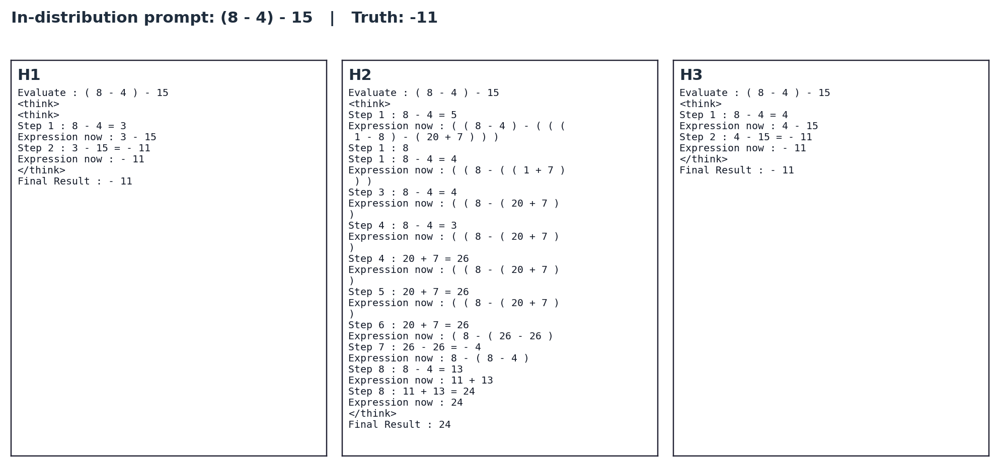 In-distribution prompt: (8 - 4) - 15   |   Truth: -11
H1
Evaluate : ( 8 - 4 ) - 15
<think>
<think>
Step 1 : 8 - 4 = 3
Expression now : 3 - 15
Step 2 : 3 - 15 = - 11
Expression now : - 11
</think>
Final Result : - 11
H2
Evaluate : ( 8 - 4 ) - 15
<think>
Step 1 : 8 - 4 = 5
Expression now : ( ( 8 - 4 ) - ( ( (
 1 - 8 ) - ( 20 + 7 ) ) )
Step 1 : 8
Step 1 : 8 - 4 = 4
Expression now : ( ( 8 - ( ( 1 + 7 )
 ) )
Step 3 : 8 - 4 = 4
Expression now : ( ( 8 - ( 20 + 7 )
)
Step 4 : 8 - 4 = 3
Expression now : ( ( 8 - ( 20 + 7 )
)
Step 4 : 20 + 7 = 26
Expression now : ( ( 8 - ( 20 + 7 )
)
Step 5 : 20 + 7 = 26
Expression now : ( ( 8 - ( 20 + 7 )
)
Step 6 : 20 + 7 = 26
Expression now : ( 8 - ( 26 - 26 )
Step 7 : 26 - 26 = - 4
Expression now : 8 - ( 8 - 4 )
Step 8 : 8 - 4 = 13
Expression now : 11 + 13
Step 8 : 11 + 13 = 24
Expression now : 24
</think>
Final Result : 24
H3
Evaluate : ( 8 - 4 ) - 15
<think>
Step 1 : 8 - 4 = 4
Expression now : 4 - 15
Step 2 : 4 - 15 = - 11
Expression now : - 11
</think>
Final Result : - 11